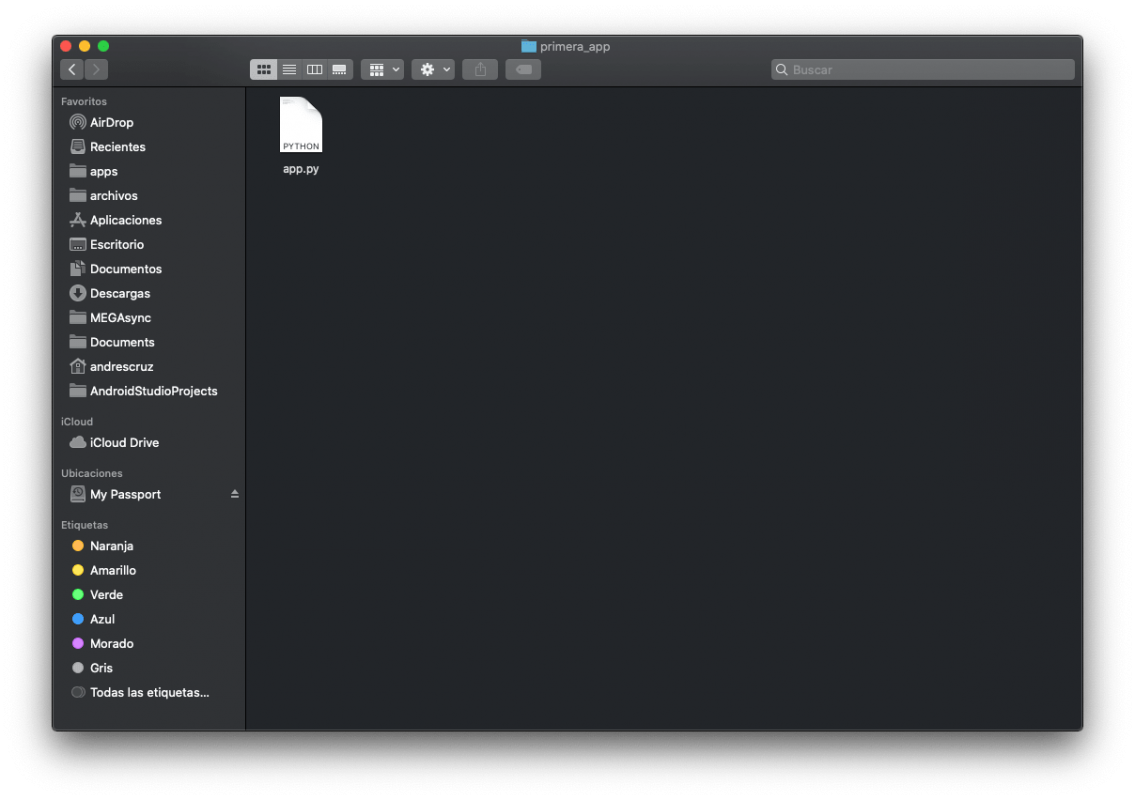 primera_app
Buscar
Favoritos
AirDrop
Recientes
apps
archivos
Aplicaciones
Escritorio
Documentos
Descargas
MEGAsync
Documents
andrescruz
AndroidStudioProjects
iCloud
iCloud Drive
Ubicaciones
My Passport
Etiquetas
Naranja
Amarillo
Verde
Azul
Morado
Gris
Todas las etiquetas...
PYTHON
app.py